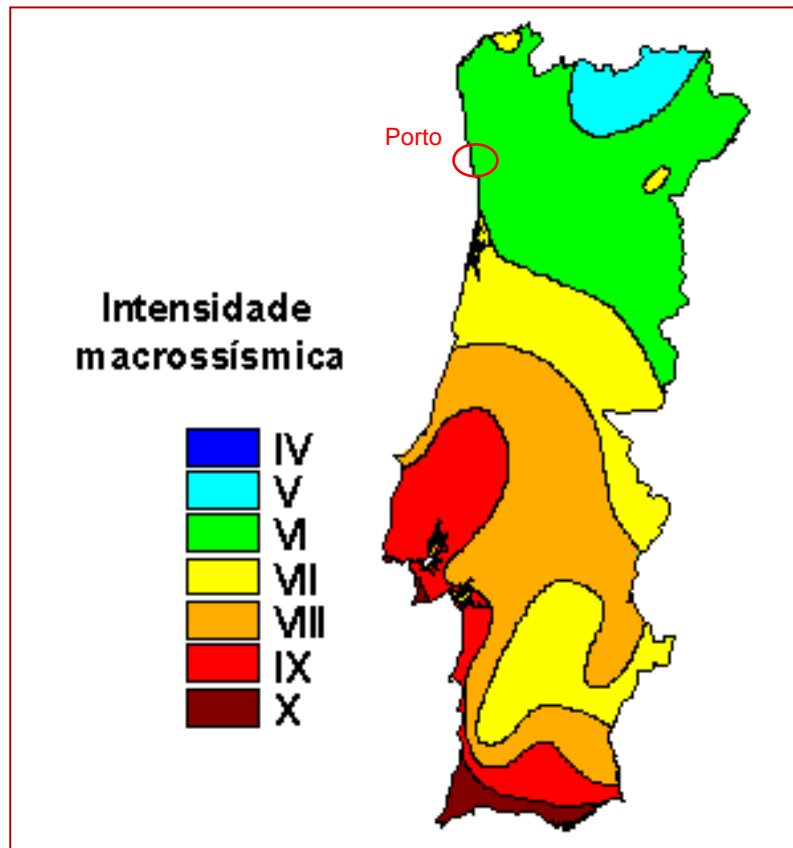 Porto
Intensidade
macrossísmica
IV
V
VI
VII
VIII
IX
X